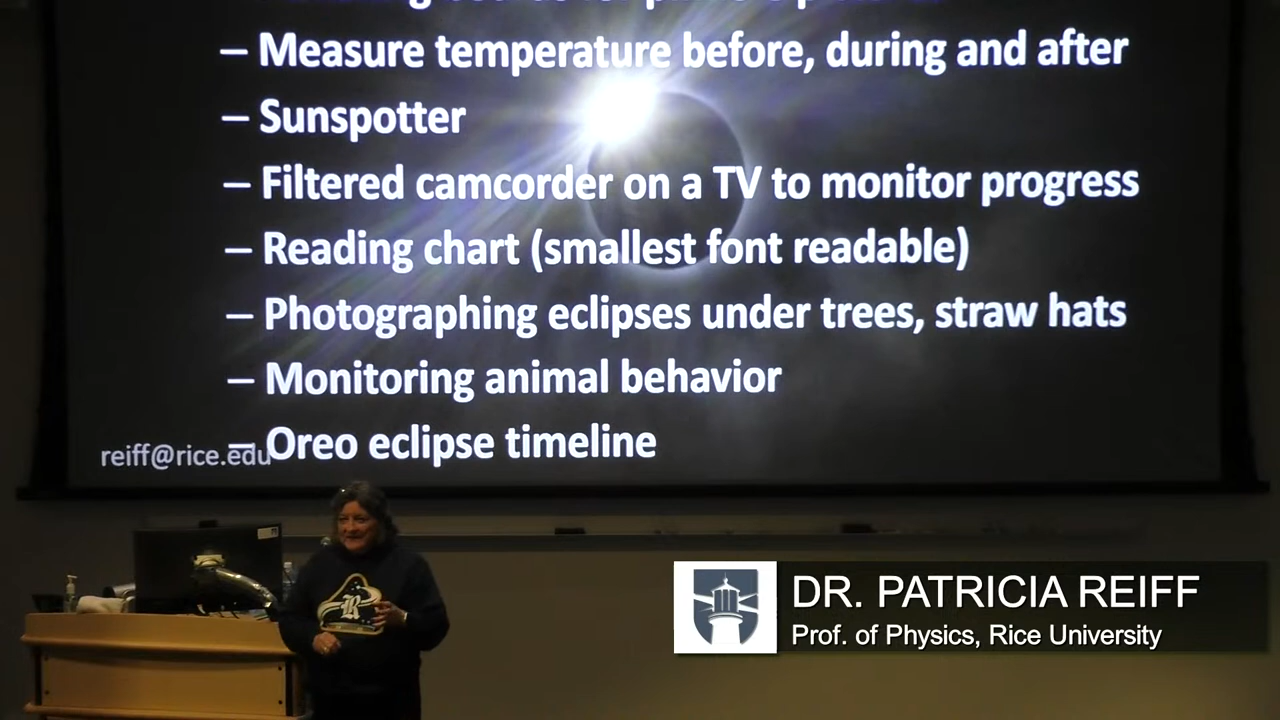 – Measure temperature before, during and after
– Sunspotter
– Filtered camcorder on a TV to monitor progress
– Reading chart (smallest font readable)
– Photographing eclipses under trees, straw hats
– Monitoring animal behavior
– Oreo eclipse timeline
reiff@rice.edu
R
DR. PATRICIA REIFF
Prof. of Physics, Rice University